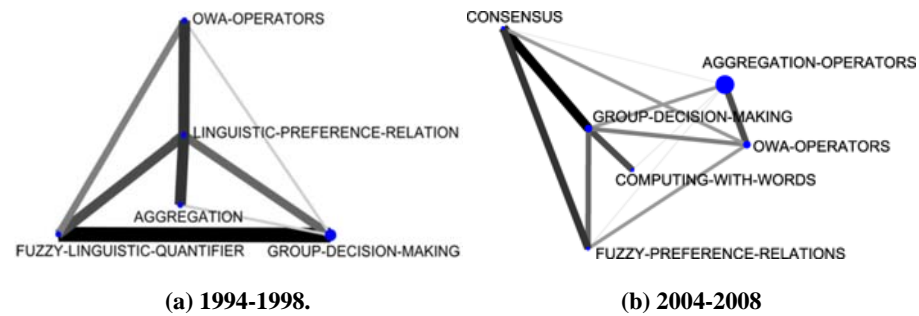 OWA-OPERATORS
LINGUISTIC-PREFERENCE-RELATION
AGGREGATION
FUZZY-LINGUISTIC-QUANTIFIER
GROUP-DECISION-MAKING
(a) 1994-1998.
CONSENSUS
AGGREGATION-OPERATORS
GROUP-DECISION-MAKING
OWA-OPERATORS
COMPUTING-WITH-WORDS
FUZZY-PREFERENCE-RELATIONS
(b) 2004-2008